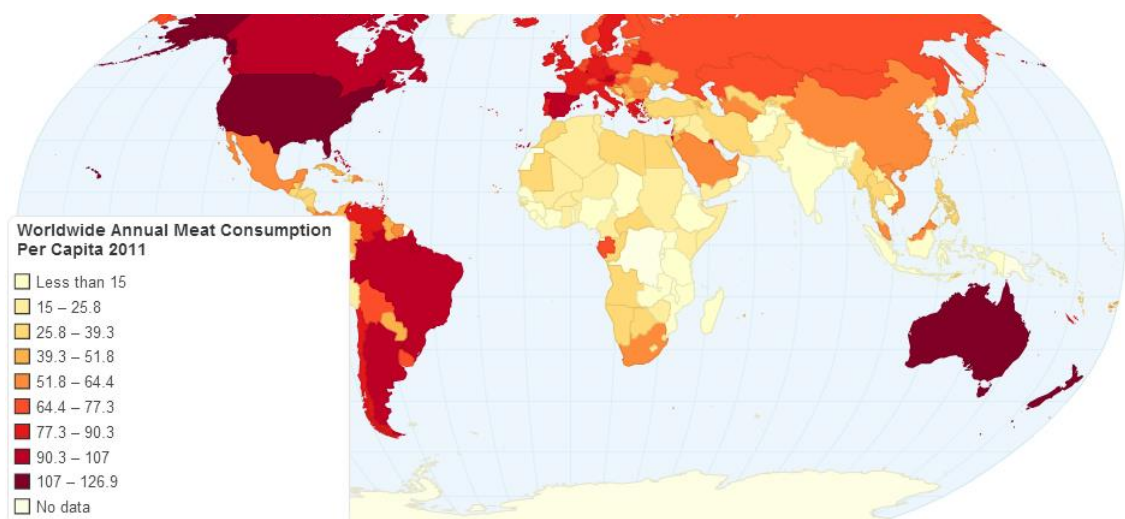 Worldwide Annual Meat Consumption
Per Capita 2011
Less than 15
15 – 25.8
25.8 – 39.3
39.3 – 51.8
51.8 – 64.4
64.4 – 77.3
77.3 – 90.3
90.3 – 107
107 – 126.9
No data